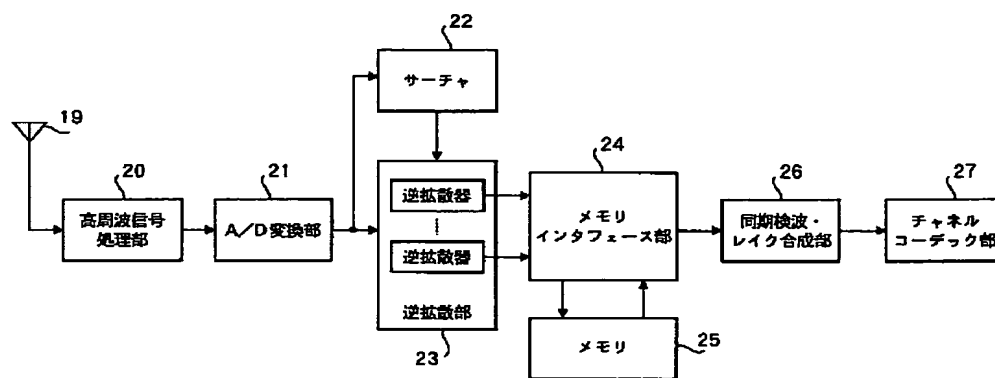 22
サーチャ
19
20
高周波信号
処理部
21
A/D変換部
逆拡散器
逆拡散器
逆拡散部
23
24
メモリ
インタフェース部
メモリ
25
26
同期検波・
レイク合成部
27
チャネル
コーデック部